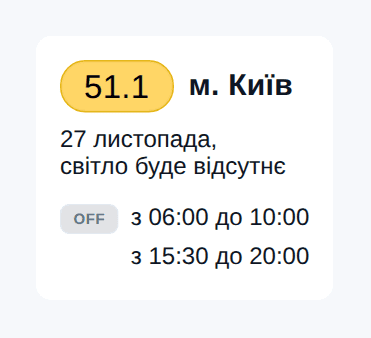 51.1 м. Київ
27 листопада,
світло буде відсутнє
OFF з 06:00 до 10:00
з 15:30 до 20:00